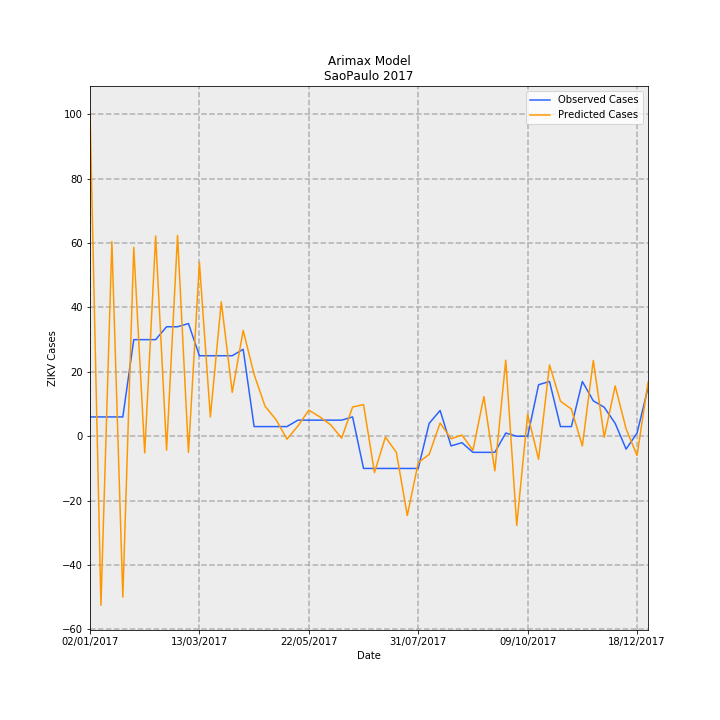 Arimax Model
SaoPaulo 2017
Observed Cases
Predicted Cases
100
80
60
40
20
0
−20
−40
−60
ZIKV Cases
02/01/2017
13/03/2017
22/05/2017
31/07/2017
09/10/2017
18/12/2017
Date